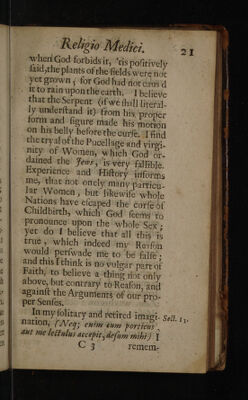 Religio Medici. 21
when God forbids it, 'tis positively
said, the plants of the fields were not
yet grown, for God had not caus'd
it to rain upon the earth. I believe
that the Serpent (if we shall literal-
ly understand it) from his proper
form and figure made his motion
on his belly before the curse. I find
the tryal of the Pucellage and virgi-
nity of Women, which God or-
dained the Jews, is very fallible.
Experience and History informs
me, that not onely many particu-
lar Women, but likewise whole
Nations have escaped the curse of
Childbirth, which God seems to
pronounce upon the whole Sex;
yet do I believe that all this is
true, which indeed my Reason
would perswade me to be false;
and this I think is no vulgar part of
Faith, to believe a thing not only
above, but contrary to Reason, and
against the Arguments of our pro-
per Senses.
In my solitary and retired imagi- Sect. 11.
nation, (Neq; enim cum porticus
aut me lectulus accepit, desum mihi) I
C 3 remem-